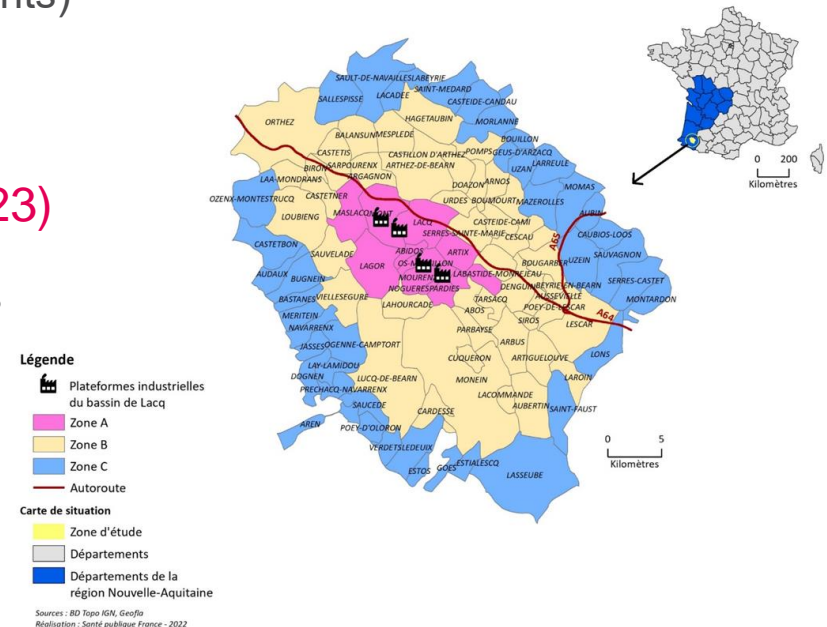 nts)
23)
SAULT-DE-NAVAILLES LABEYRIE
SAINT-MEDARD
SALLESPISSE
LACADEE
CASTEIDE-CANDAU
ORTHEZ
HAGETAUBIN
MORLANNE
BALANSUN MESPLEDE
BOUILLON
CASTETIS
CASTILLON D'ARTHEZ
POMPS
GEUS-D'ARZACQ
BIRON
SARPOURENX
ARTHEZ-DE-BEARN
UZAN
LARREULE
LAA-MONDRANS
ARGAGNON
DOAZON
ARNOS
MOMAS
OZENX-MONTESTRUCQ
CASTETNER
URDES
BOUMOURT
MAZEROLLES
LOUBIENG
MASLACQ
MONT
LACQ
CASTEIDE-CAMI
AUBIN
SERRES-SAINTE-MARIE
CESCAU
CAUBIOS-LOOS
CASTETBON
SAUVELADE
ABIDOS
ARTIX
A65
BOUGARBER
UZEIN
SAUVAGNON
LAGOR
LABASTIDE-MONREJEAU
AUDAUX
BUGNEIN
MOURENX
DENGUIN
BEYRIE-EN-BEARN
SERRES-CASTET
NOGUERES
PARDIES
AUSSEVIELLE
BASTANES
VIELLESEGURE
LAHOURCADE
TARSACQ
POEY-DE-LESCAR
MONTARDON
MERITEIN
ABOS
SIROS
A64
NAVARRENX
PARBAYSE
LESCAR
JASSES
OGENNE-CAMPTORT
ARBUS
LAY-LAMIDOU
CUQUERON
ARTIGUELOUVE
LONS
DOGNEN
LUCQ-DE-BEARN
MONEIN
LAROIN
PRECHACQ-NAVARRENX
LACOMMANDE
SAUCEDE
CARDESSE
AUBERTIN
SAINT-FAUST
AREN
POEY-D'OLORON
VERDETS
LEDEUIX
ESTOS
GOES
ESTIALESCQ
LASSEUBE
0 200
Kilomètres
0 5
Kilomètres
Légende
Plateformes industrielles
du bassin de Lacq
Zone A
Zone B
Zone C
Autoroute
Carte de situation
Zone d'étude
Départements
Départements de la
région Nouvelle-Aquitaine
Sources : BD Topo IGN, Geofla
Réalisation : Santé publique France - 2022